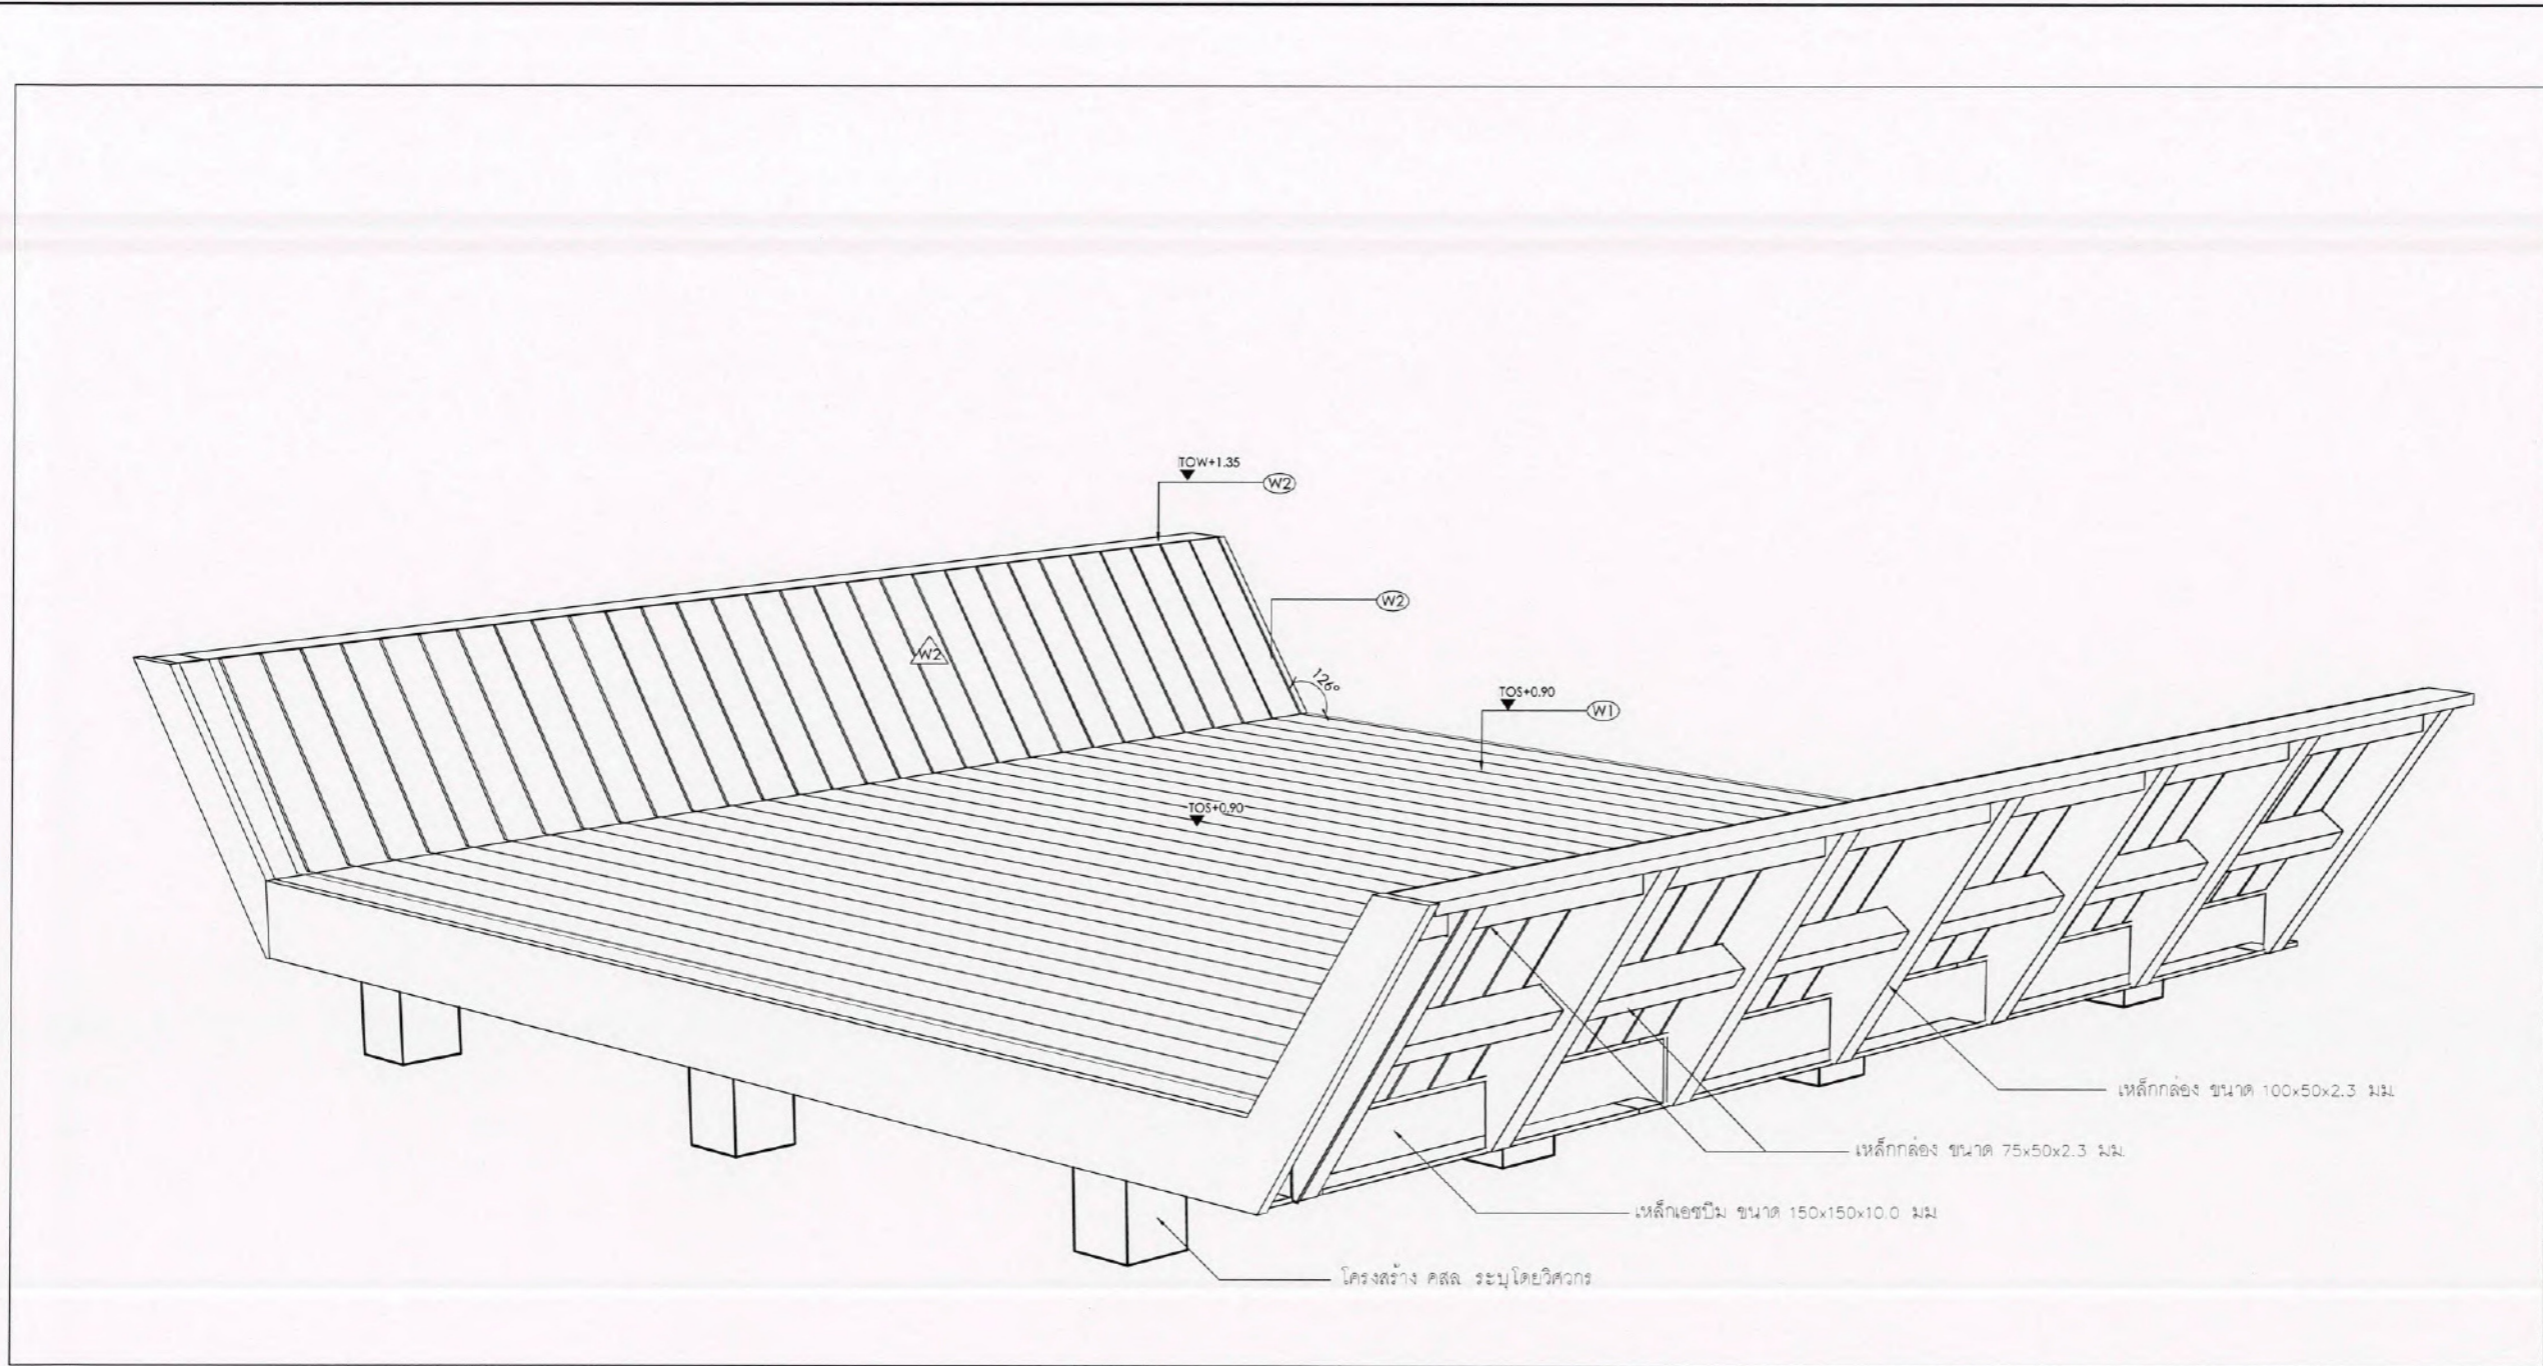 TOW+1.35
W2
W2
W2
126°
TOS+0.90
W1
TOS+0.90
เหล็กกล่อง ขนาด 100x50x2.3 มม.
เหล็กกล่อง ขนาด 75x50x2.3 มม.
เหล็กเอชบีม ขนาด 150x150x10.0 มม
โครงสร้าง คสล. ระบุโดยวิศวกร